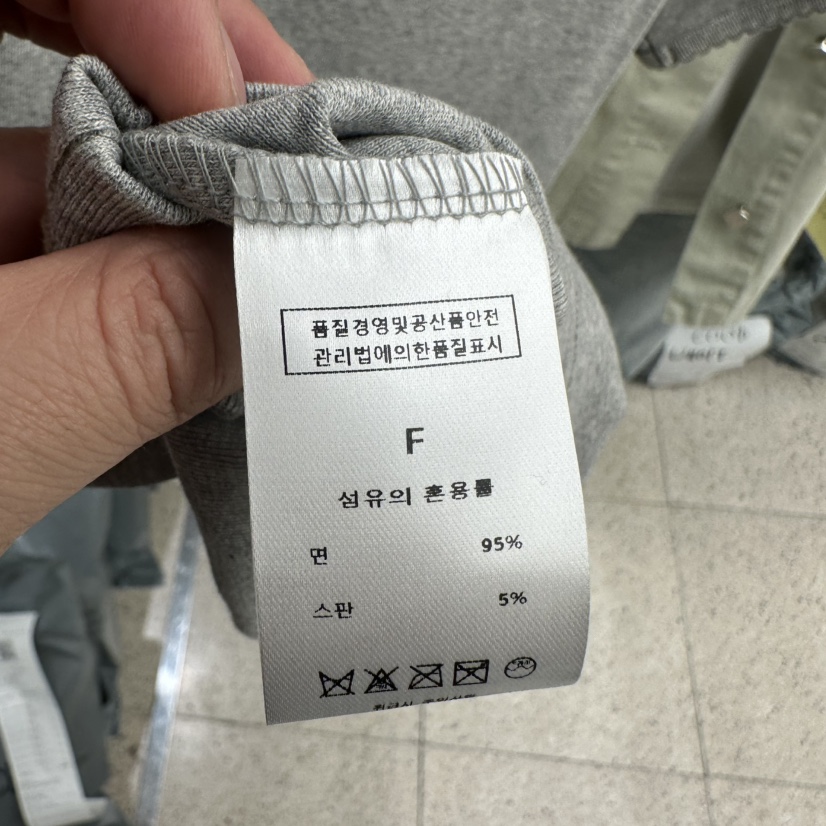 품질경영및공산품안전
관리법에의한품질표시
F
섬유의 혼용률
면 95%
스판 5%